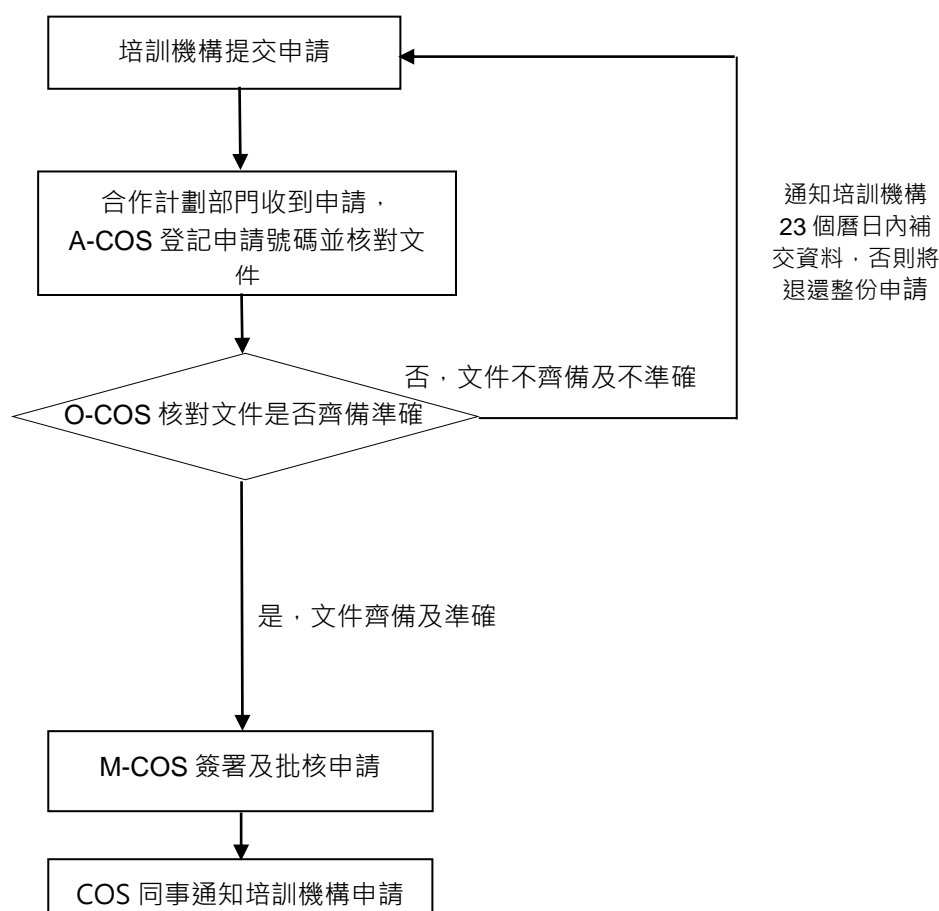 培訓機構提交申請
合作計劃部門收到申請，
A-COS 登記申請號碼並核對文
件
通知培訓機構
23 個曆日內補
交資料，否則將
退還整份申請
否，文件不齊備及不準確
O-COS 核對文件是否齊備準確
是，文件齊備及準確
M-COS 簽署及批核申請
COS 同事通知培訓機構申請